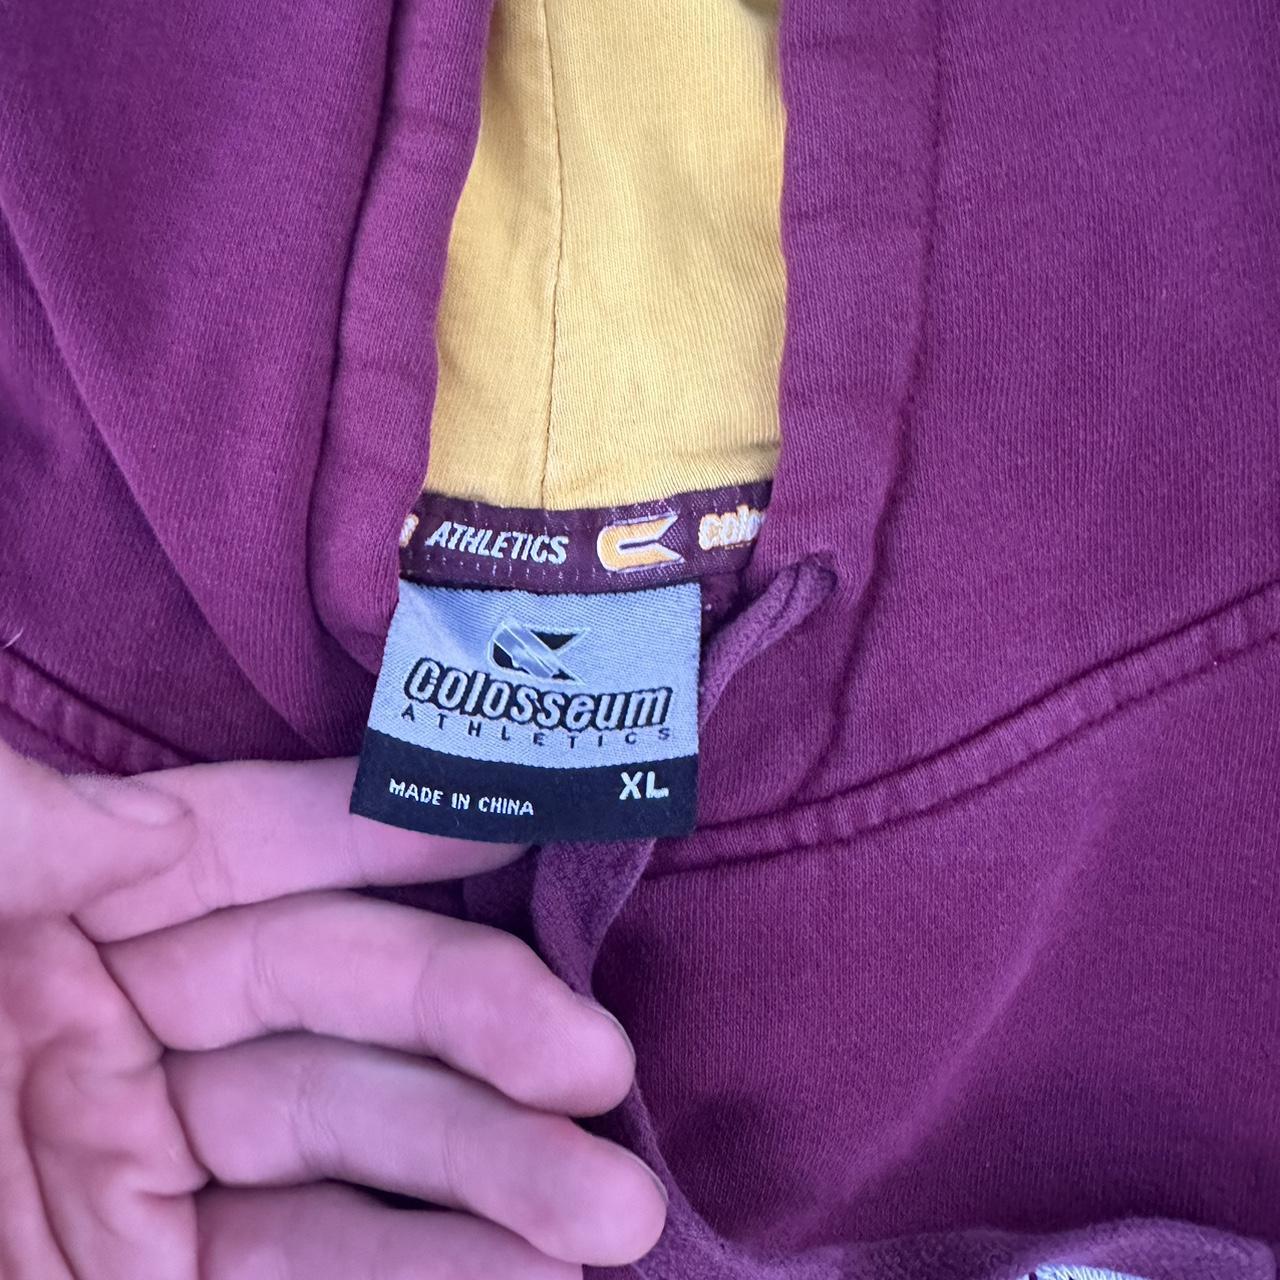 ATHLETICS
colosseum
ATHLETICS
XL
MADE IN CHINA